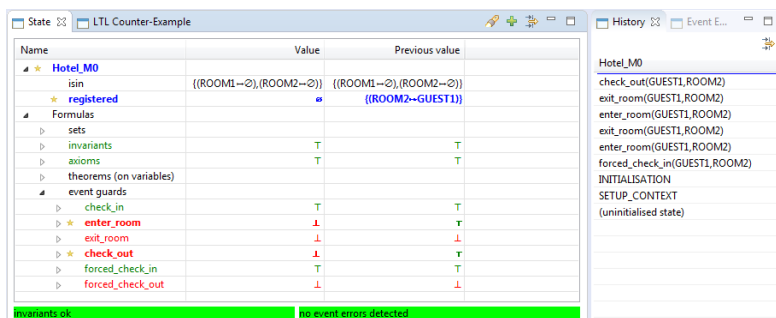 State LTL Counter-Example
Name Value Previous value
Hotel_M0
isin {(ROOM1↦∅),(ROOM2↦∅)} {(ROOM1↦∅),(ROOM2↦∅)}
registered ∅ {(ROOM2↦GUEST1)}
Formulas
sets
invariants ⊤ ⊤
axioms ⊤ ⊤
theorems (on variables)
event guards
check_in ⊤ ⊤
enter_room ⊥ ⊤
exit_room ⊥ ⊥
check_out ⊥ ⊤
forced_check_in ⊤ ⊤
forced_check_out ⊥ ⊥
invariants ok no event errors detected
History Event E...
Hotel_M0
check_out(GUEST1,ROOM2)
exit_room(GUEST1,ROOM2)
enter_room(GUEST1,ROOM2)
exit_room(GUEST1,ROOM2)
enter_room(GUEST1,ROOM2)
forced_check_in(GUEST1,ROOM2)
INITIALISATION
SETUP_CONTEXT
(uninitialised state)